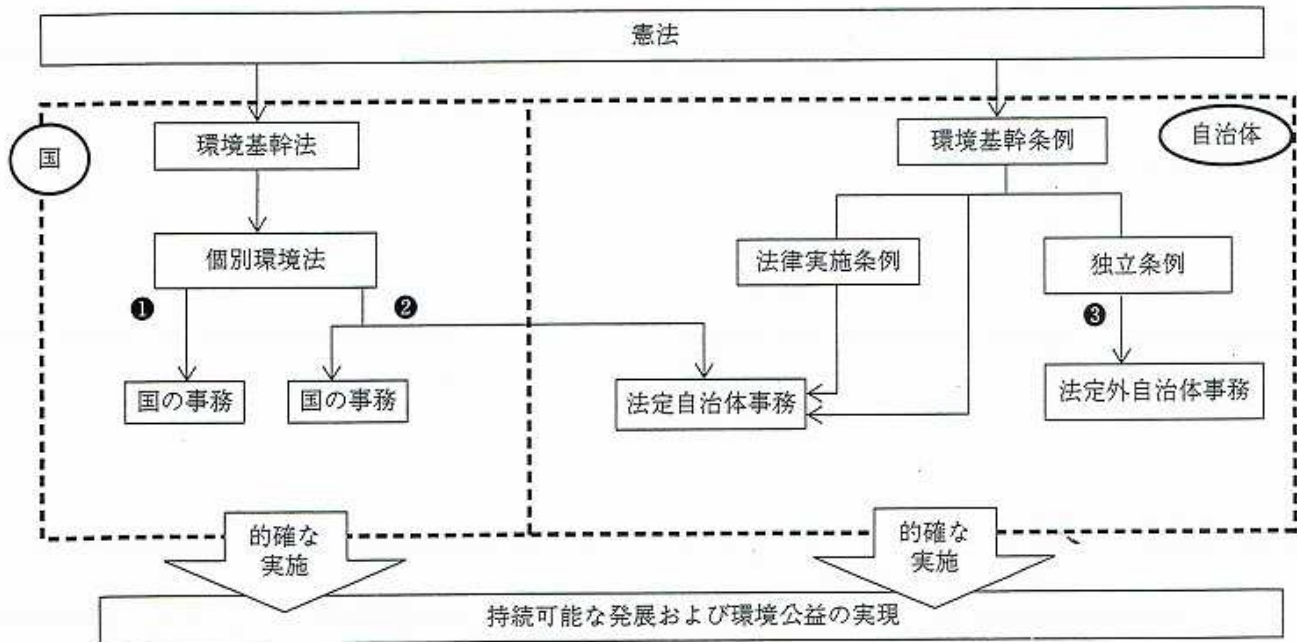 憲法
国
環境基幹法
環境基幹条例
自治体
個別環境法
法律実施条例
独立条例
❶
❷
❸
国の事務
国の事務
法定自治体事務
法定外自治体事務
的確な
実施
的確な
実施
持続可能な発展および環境公益の実現